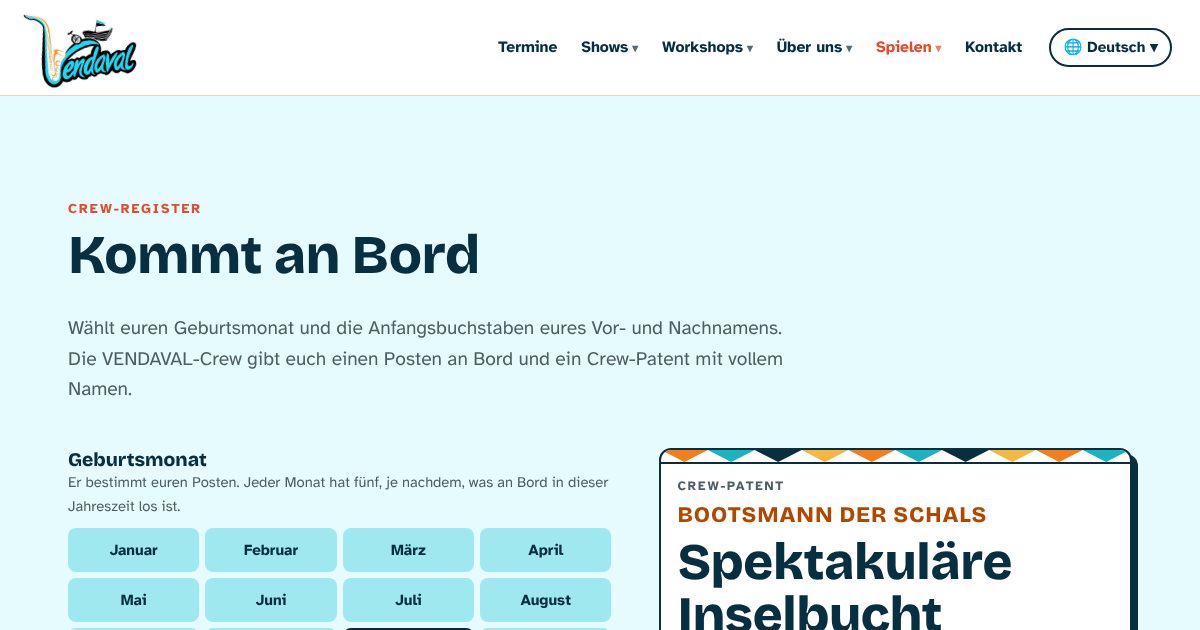 Vendaval
Termine Shows ▾ Workshops ▾ Über uns ▾ Spielen ▾ Kontakt 🌐 Deutsch ▾
CREW-REGISTER
Kommt an Bord
Wählt euren Geburtsmonat und die Anfangsbuchstaben eures Vor- und Nachnamens.
Die VENDAVAL-Crew gibt euch einen Posten an Bord und ein Crew-Patent mit vollem
Namen.
Geburtsmonat
Er bestimmt euren Posten. Jeder Monat hat fünf, je nachdem, was an Bord in dieser
Jahreszeit los ist.
Januar Februar März April
Mai Juni Juli August
CREW-PATENT
BOOTSMANN DER SCHALS
Spektakuläre
Inselbucht